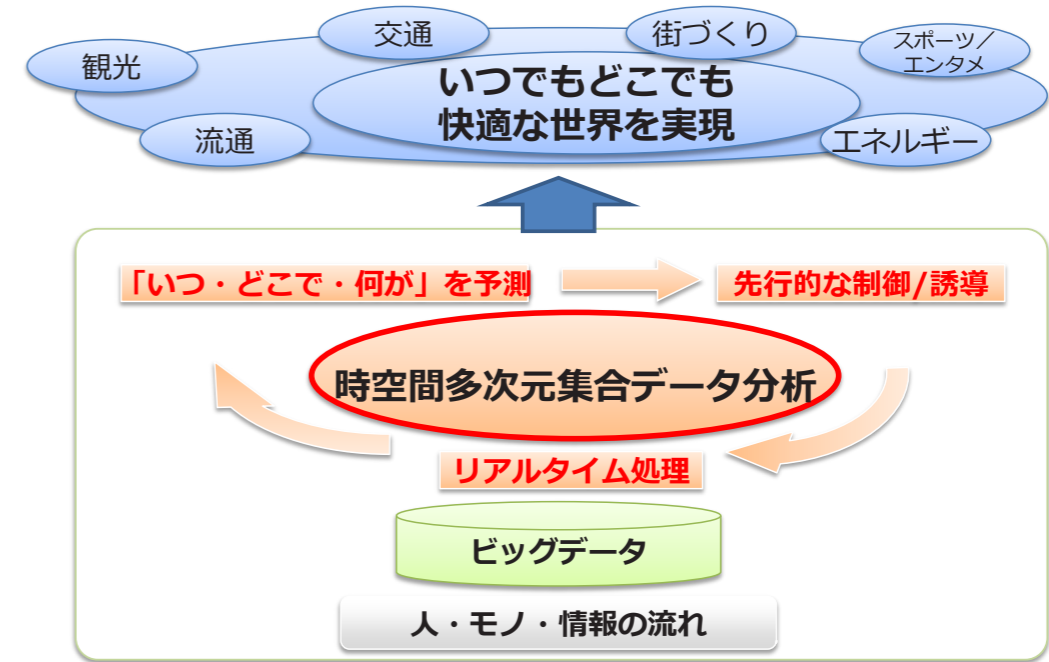 交通
街づくり
スポーツ／
エンタメ
観光
いつでもどこでも
快適な世界を実現
流通
エネルギー
「いつ・どこで・何が」を予測
先行的な制御/誘導
時空間多次元集合データ分析
リアルタイム処理
ビッグデータ
人・モノ・情報の流れ